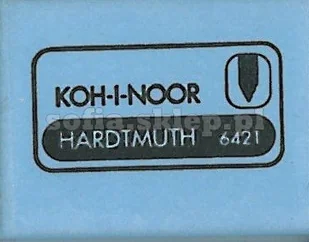 KOH-I-NOOR
HARDTMUTH 6421
sofia.sklep.pl